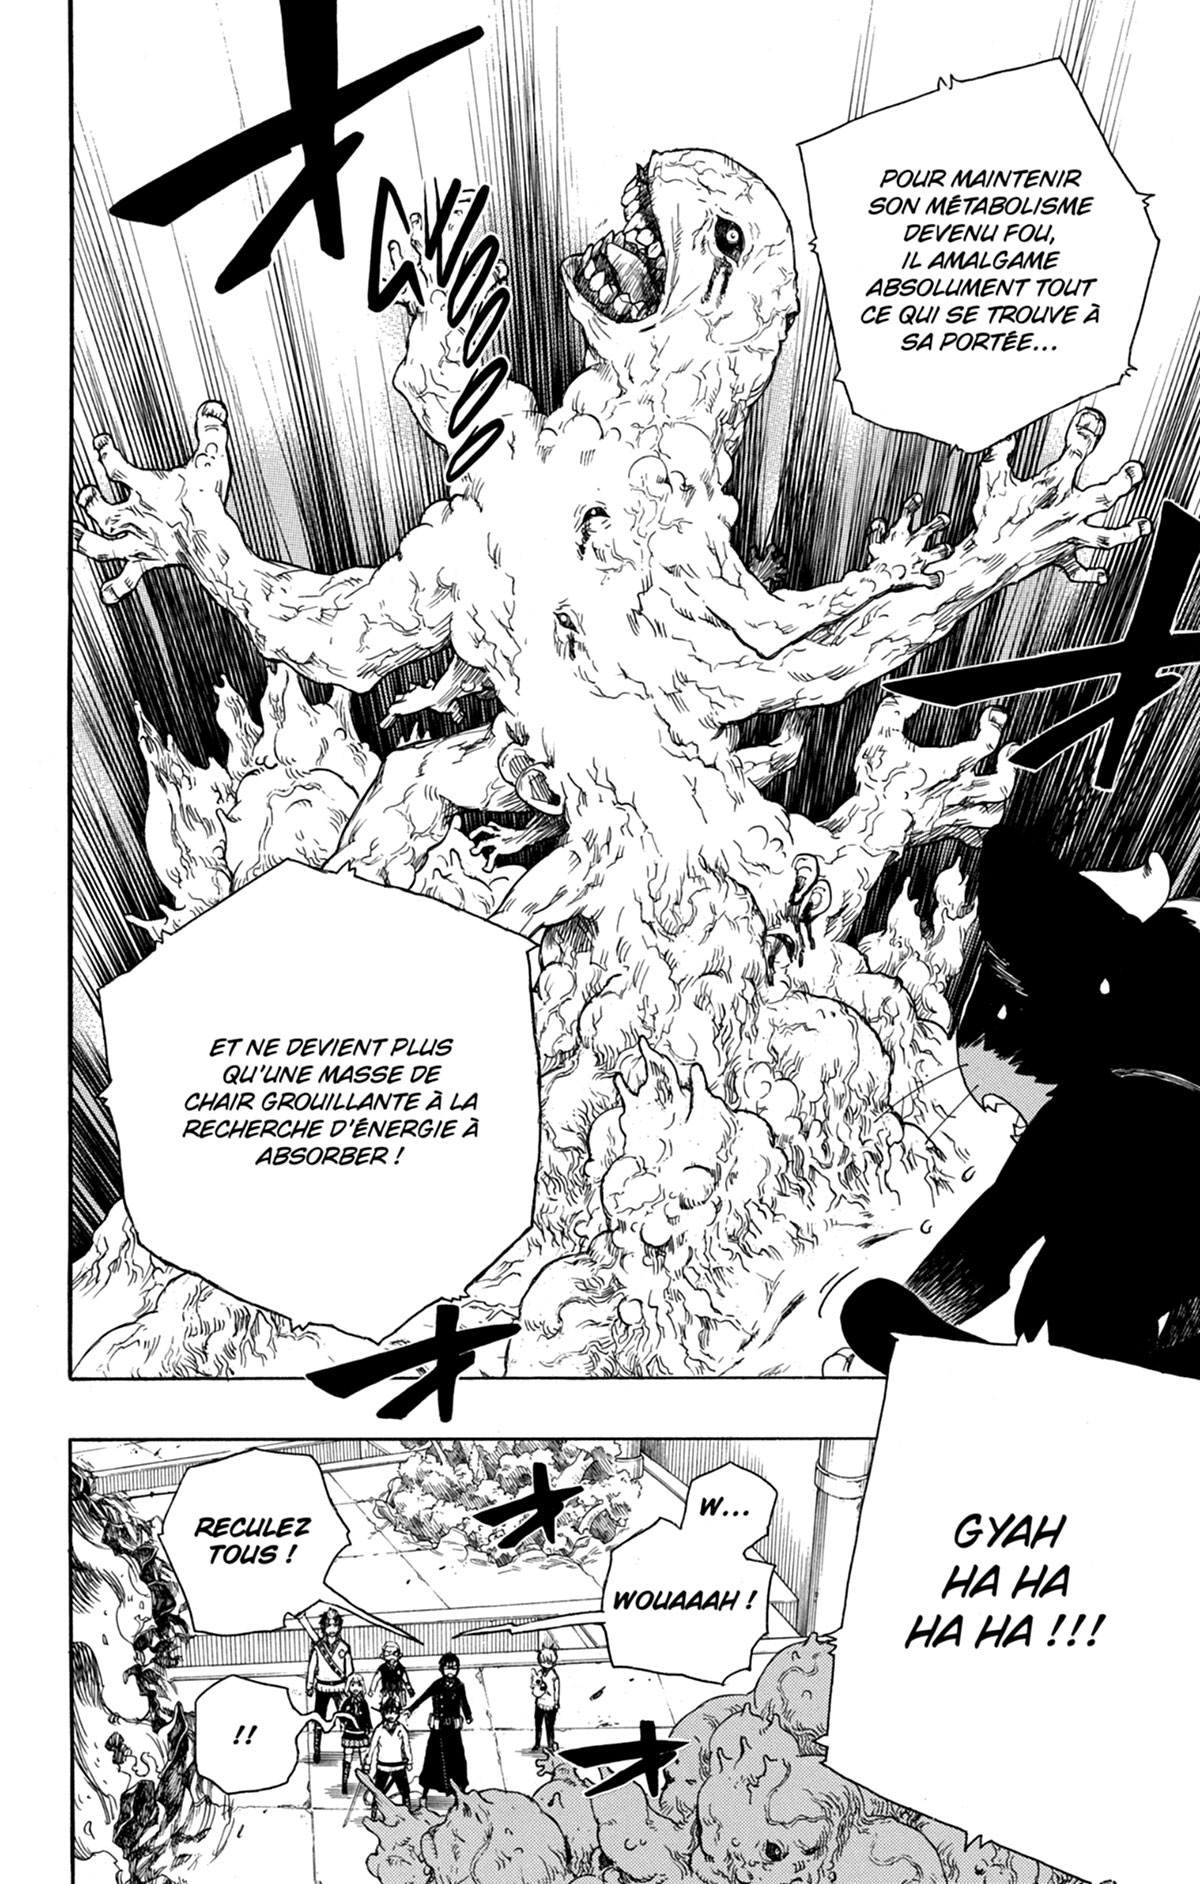 POUR MAINTENIR
SON MÉTABOLISME
DEVENU FOU,
IL AMALGAME
ABSOLUMENT TOUT
CE QUI SE TROUVE À
SA PORTÉE...
ET NE DEVIENT PLUS
QU'UNE MASSE DE
CHAIR GROUILLANTE À LA
RECHERCHE D'ÉNERGIE À
ABSORBER !
GYAH
HA HA
HA HA !!!
W...
WOUAAAH !
RECULEZ
TOUS !
!!